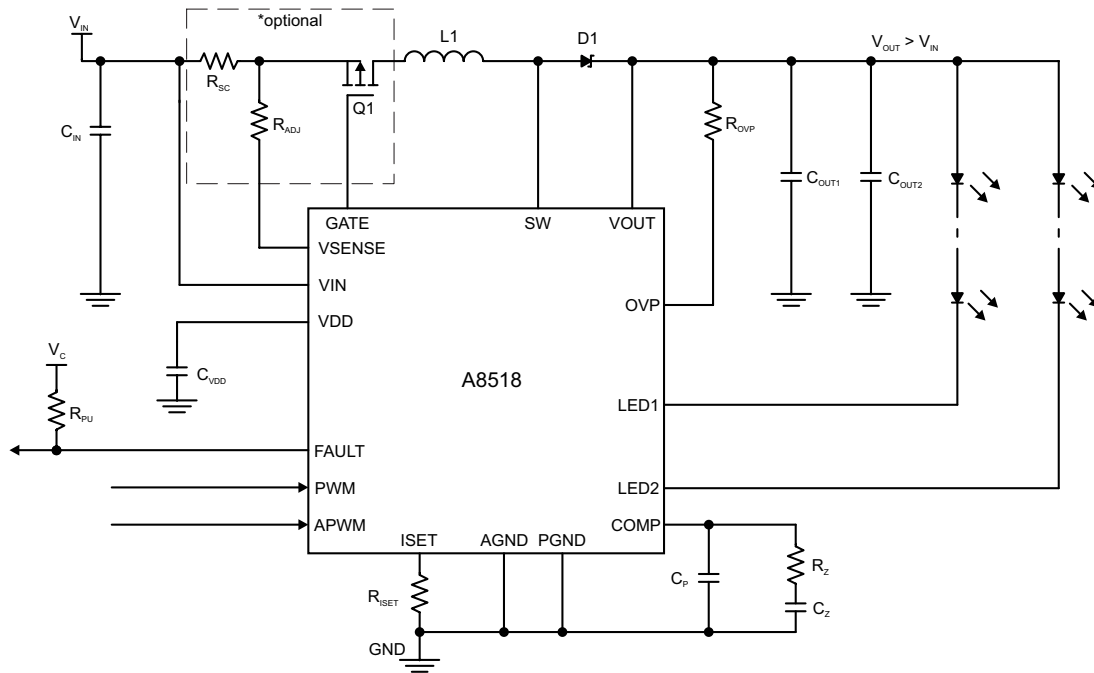 V_IN
*optional
L1
D1
V_OUT > V_IN
R_SC
Q1
C_IN
R_ADJ
R_OVP
C_OUT1
C_OUT2
GATE
SW
VOUT
VSENSE
VIN
OVP
VDD
V_C
C_VDD
A8518
R_PU
LED1
FAULT
PWM
LED2
APWM
COMP
ISET
AGND
PGND
C_P
R_Z
R_ISET
C_Z
GND